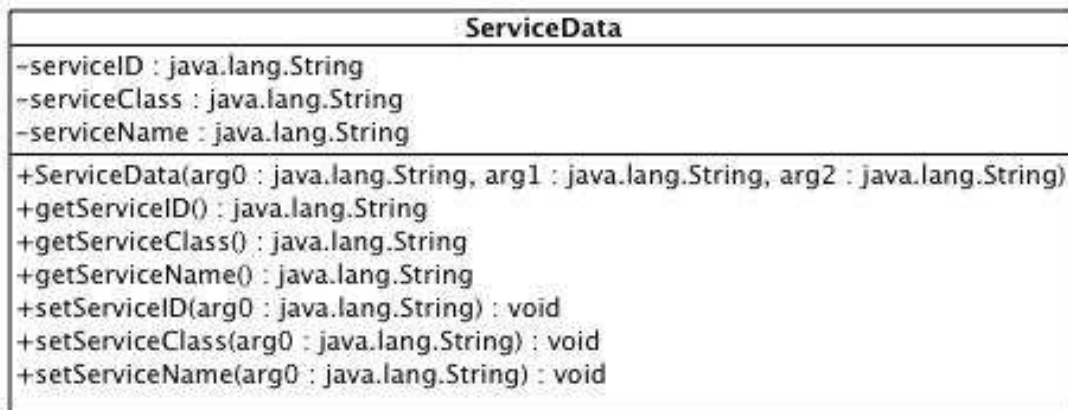 ServiceData
-serviceID : java.lang.String
-serviceClass : java.lang.String
-serviceName : java.lang.String
+ServiceData(arg0 : java.lang.String, arg1 : java.lang.String, arg2 : java.lang.String)
+getServiceID() : java.lang.String
+getServiceClass() : java.lang.String
+getServiceName() : java.lang.String
+setServiceID(arg0 : java.lang.String) : void
+setServiceClass(arg0 : java.lang.String) : void
+setServiceName(arg0 : java.lang.String) : void